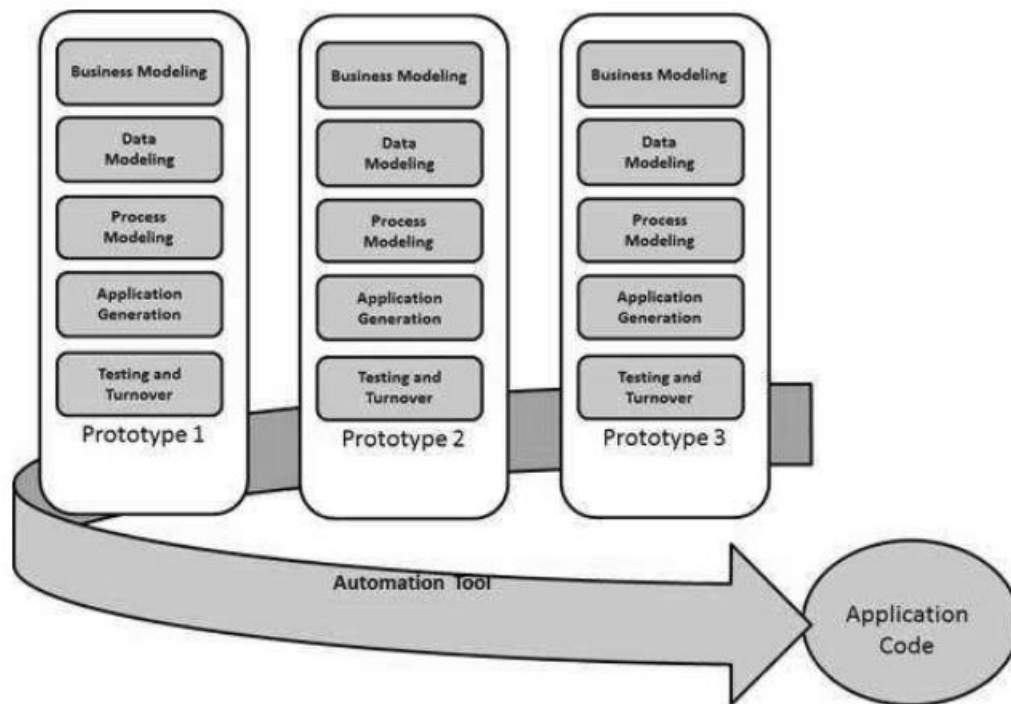 Business Modeling
Data
Modeling
Process
Modeling
Application
Generation
Testing and
Turnover
Prototype 1
Business Modeling
Data
Modeling
Process
Modeling
Application
Generation
Testing and
Turnover
Prototype 2
Business Modeling
Data
Modeling
Process
Modeling
Application
Generation
Testing and
Turnover
Prototype 3
Automation Tool
Application
Code